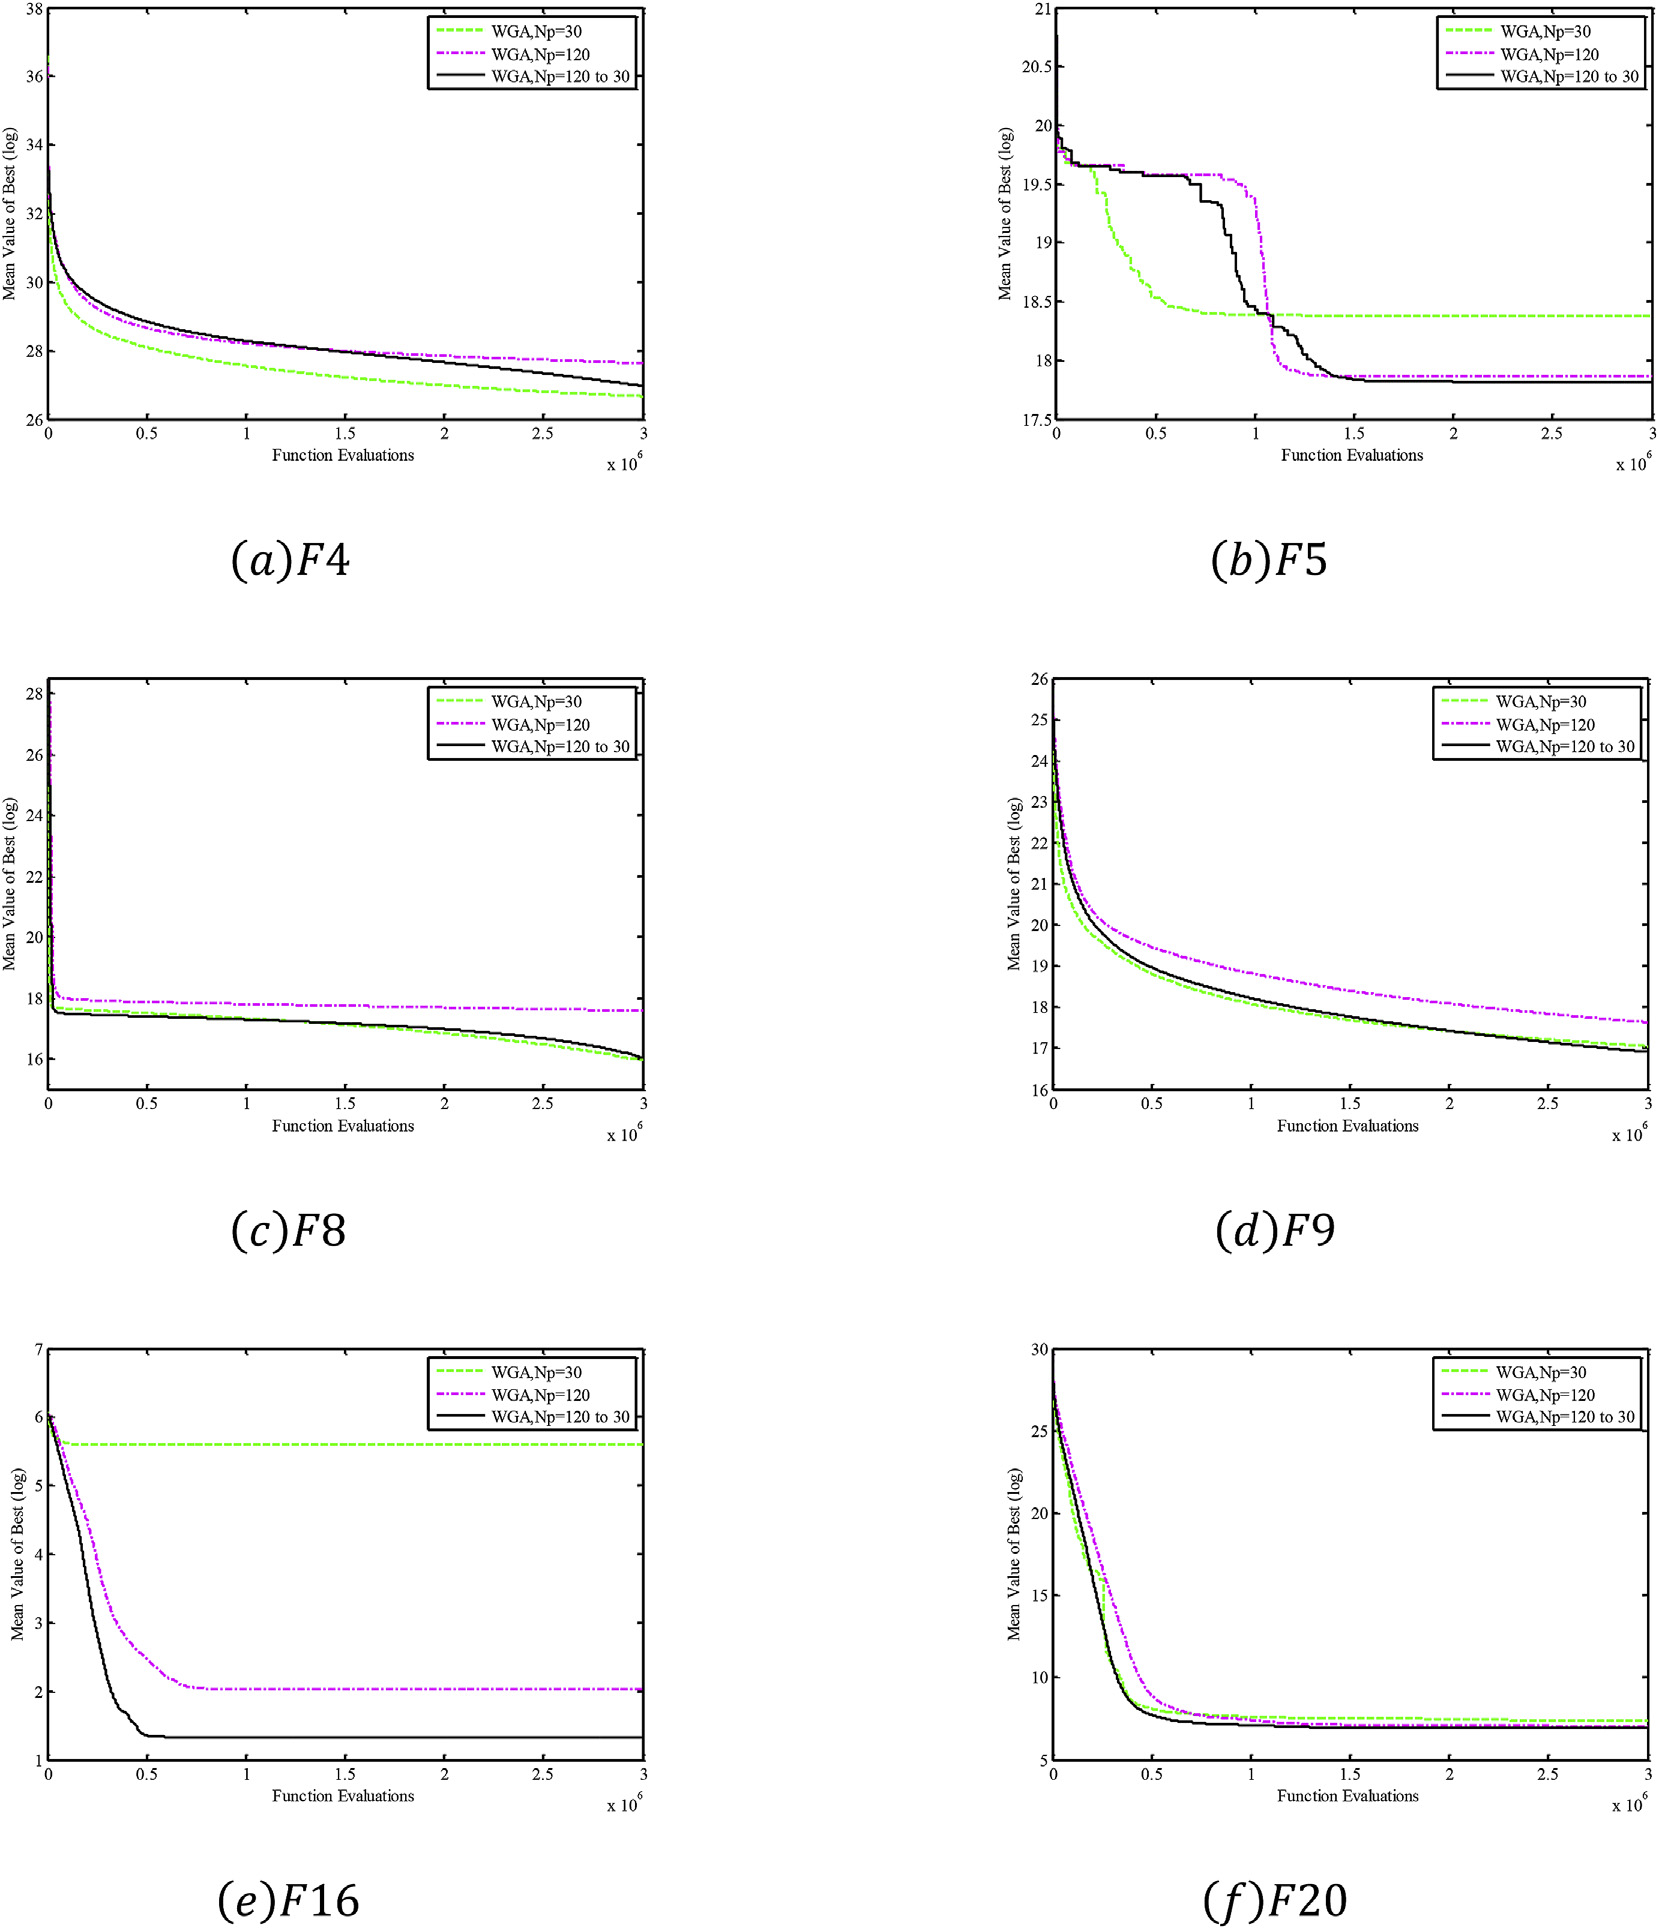 38
36
34
32
30
28
26
Mean Value of Best (log)
WGA,Np=30
WGA,Np=120
WGA,Np=120 to 30
0 0.5 1 1.5 2 2.5 3
Function Evaluations
x 10^6
(a)F4
21
20.5
20
19.5
19
18.5
18
17.5
Mean Value of Best (log)
WGA,Np=30
WGA,Np=120
WGA,Np=120 to 30
0 0.5 1 1.5 2 2.5 3
Function Evaluations
x 10^6
(b)F5
28
26
24
22
20
18
16
Mean Value of Best (log)
WGA,Np=30
WGA,Np=120
WGA,Np=120 to 30
0 0.5 1 1.5 2 2.5 3
Function Evaluations
x 10^6
(c)F8
26
25
24
23
22
21
20
19
18
17
16
Mean Value of Best (log)
WGA,Np=30
WGA,Np=120
WGA,Np=120 to 30
0 0.5 1 1.5 2 2.5 3
Function Evaluations
x 10^6
(d)F9
7
6
5
4
3
2
1
Mean Value of Best (log)
WGA,Np=30
WGA,Np=120
WGA,Np=120 to 30
0 0.5 1 1.5 2 2.5 3
Function Evaluations
x 10^6
(e)F16
30
25
20
15
10
5
Mean Value of Best (log)
WGA,Np=30
WGA,Np=120
WGA,Np=120 to 30
0 0.5 1 1.5 2 2.5 3
Function Evaluations
x 10^6
(f)F20